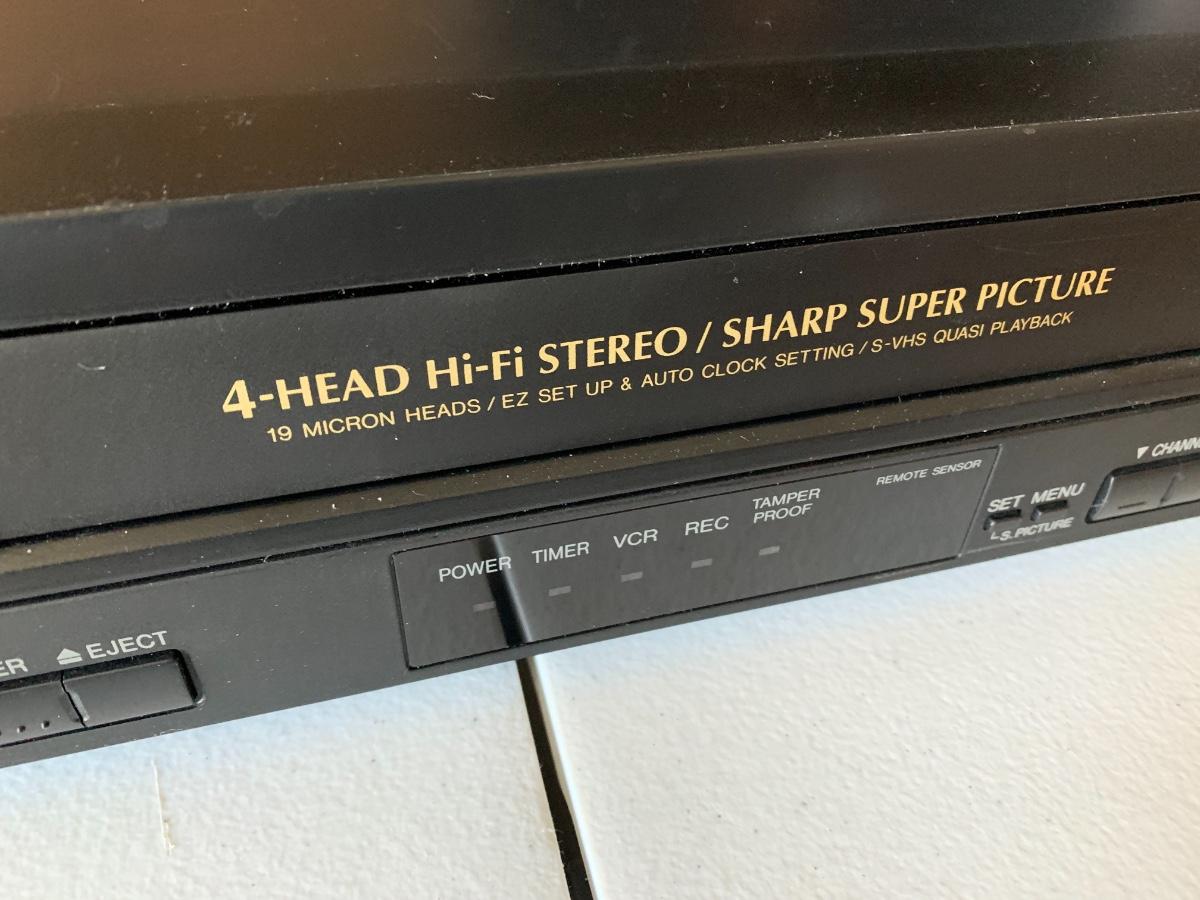 4-HEAD Hi-Fi STEREO / SHARP SUPER PICTURE
19 MICRON HEADS / EZ SET UP & AUTO CLOCK SETTING / S-VHS QUASI PLAYBACK
REMOTE SENSOR
POWER TIMER VCR REC TAMPER PROOF
SET MENU
S.PICTURE
EJECT